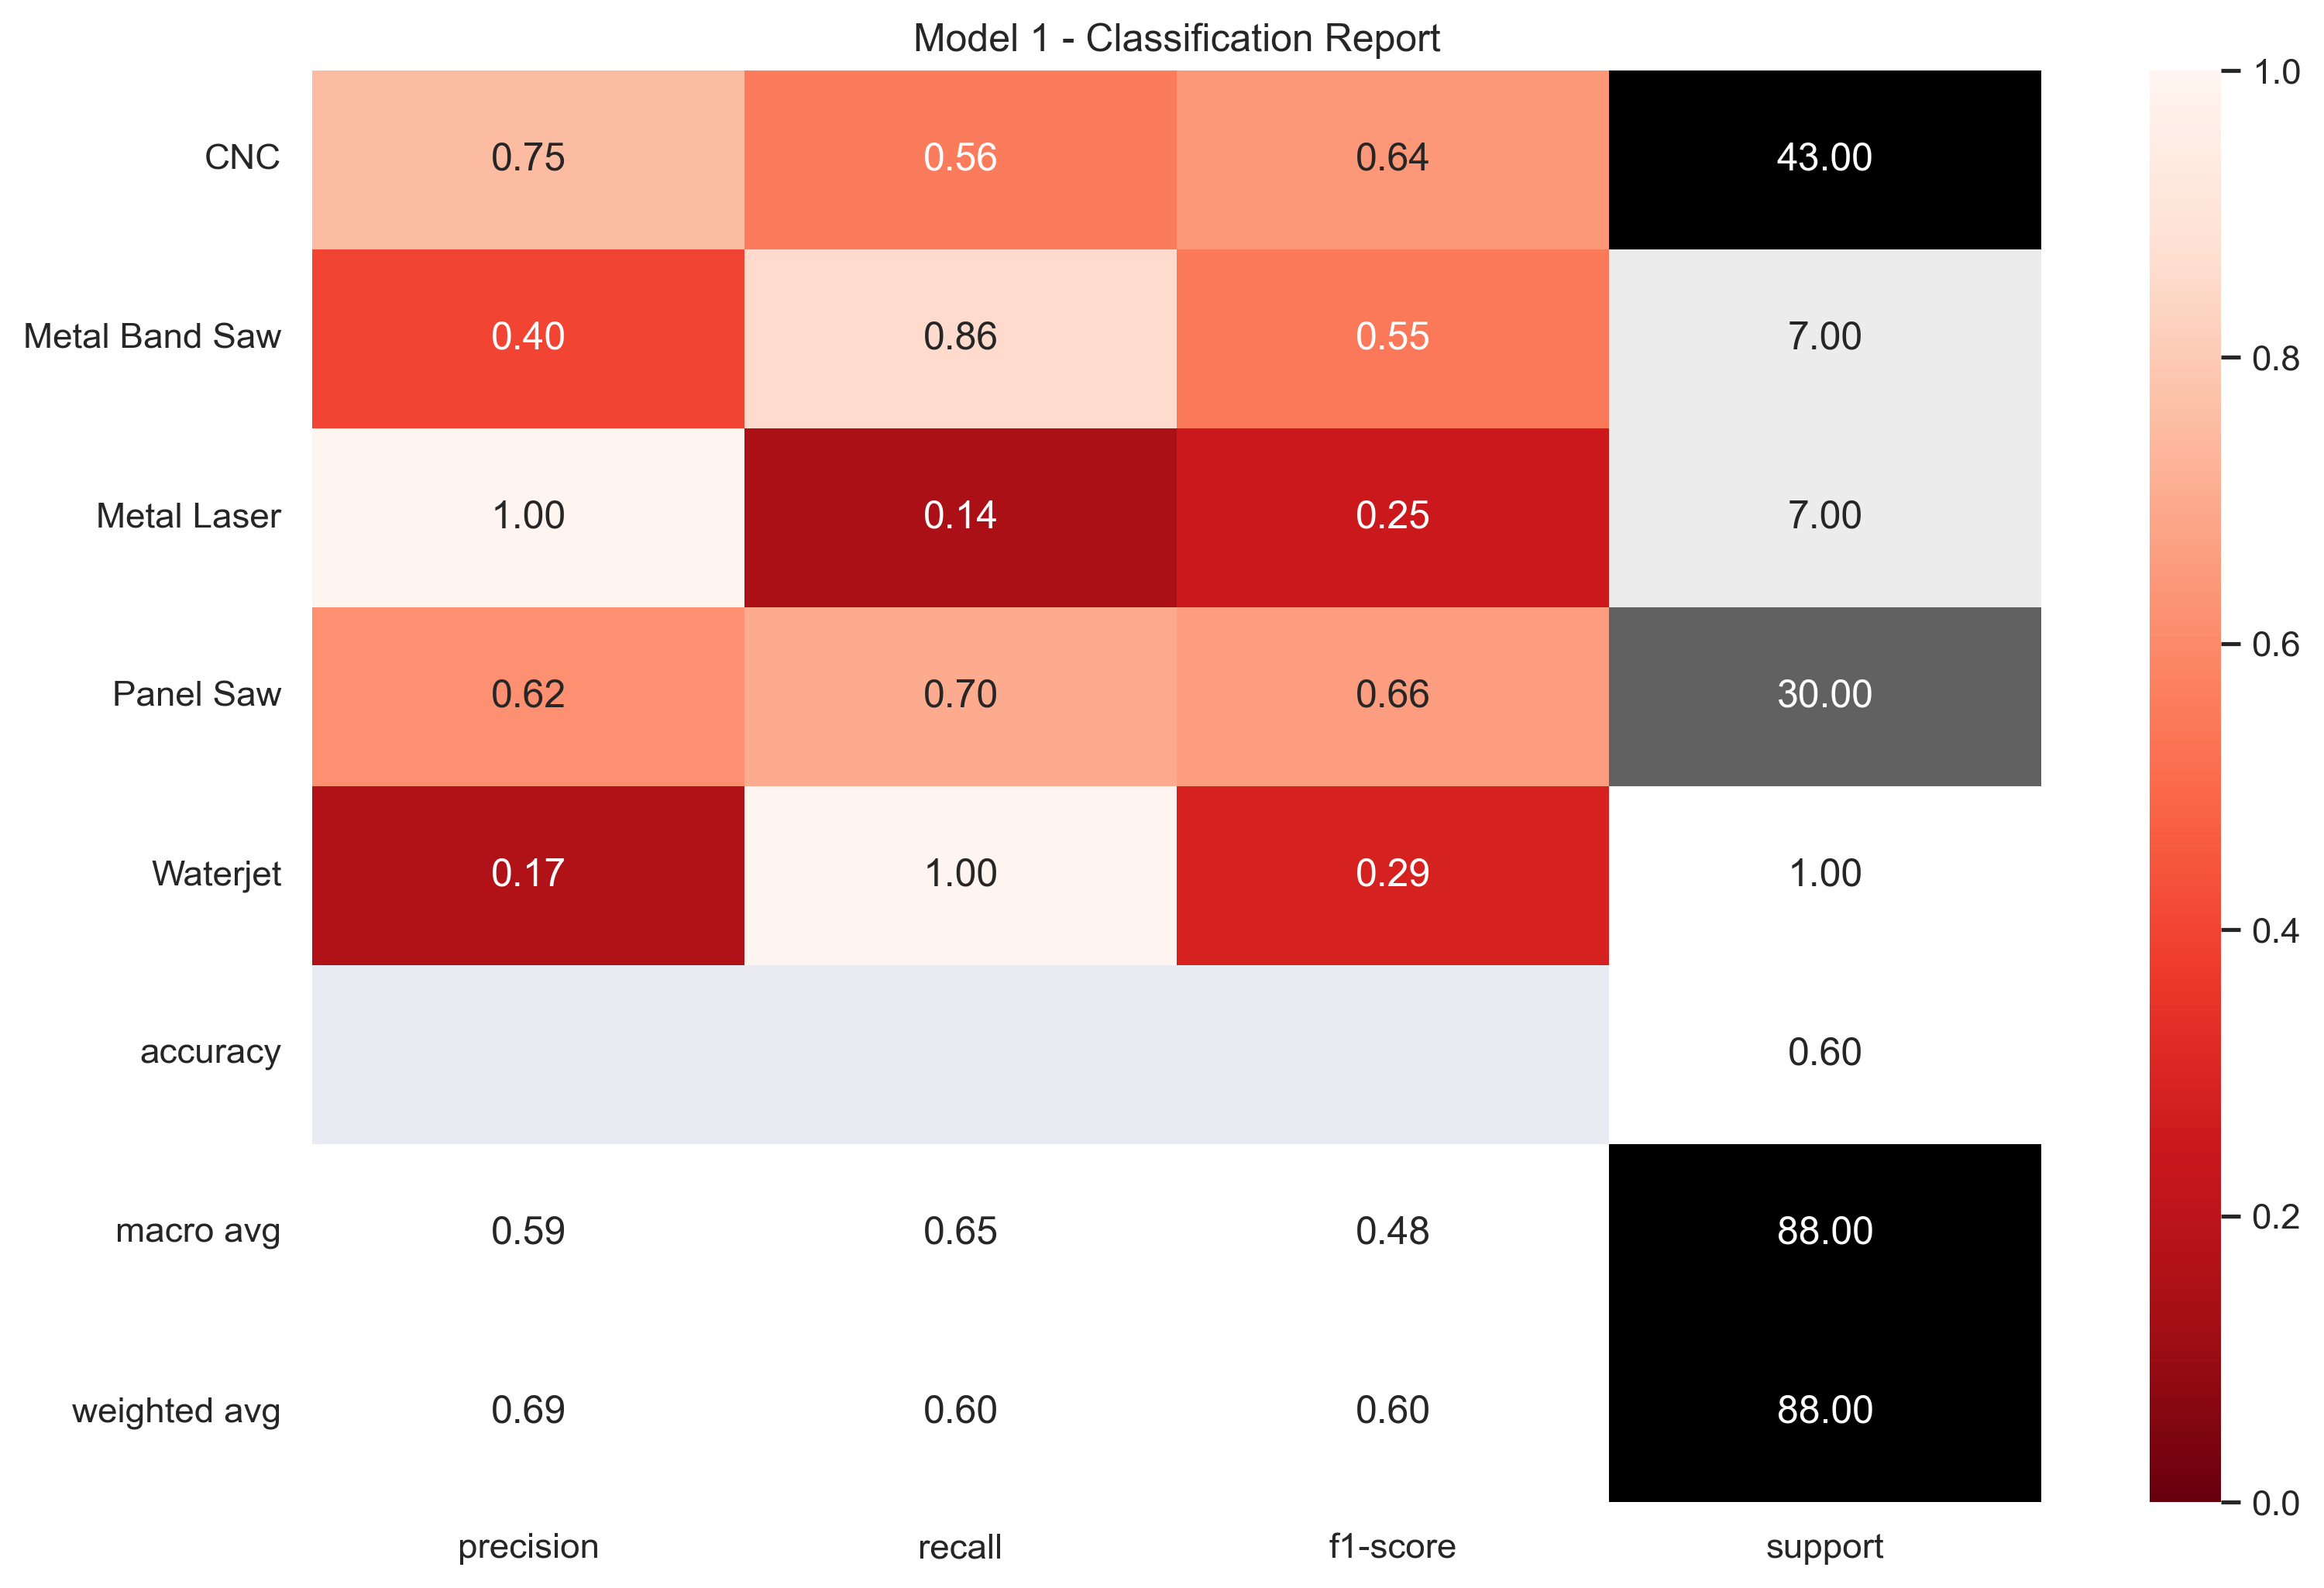 Model 1 - Classification Report
CNC 0.75 0.56 0.64 43.00
Metal Band Saw 0.40 0.86 0.55 7.00
Metal Laser 1.00 0.14 0.25 7.00
Panel Saw 0.62 0.70 0.66 30.00
Waterjet 0.17 1.00 0.29 1.00
accuracy 0.60
macro avg 0.59 0.65 0.48 88.00
weighted avg 0.69 0.60 0.60 88.00
precision recall f1-score support
1.0
0.8
0.6
0.4
0.2
0.0